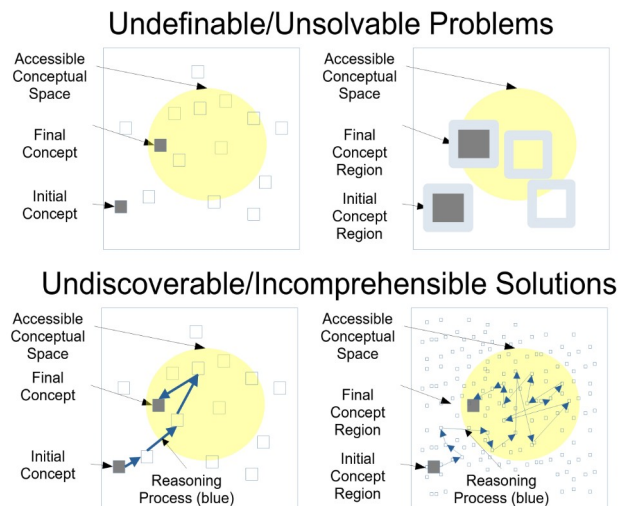 Undefinable/Unsolvable Problems
Accessible
Conceptual
Space
Final
Concept
Initial
Concept
Accessible
Conceptual
Space
Final
Concept
Region
Initial
Concept
Region
Undiscoverable/Incomprehensible Solutions
Accessible
Conceptual
Space
Final
Concept
Initial
Concept
Reasoning
Process (blue)
Accessible
Conceptual
Space
Final
Concept
Region
Initial
Concept
Region
Reasoning
Process (blue)